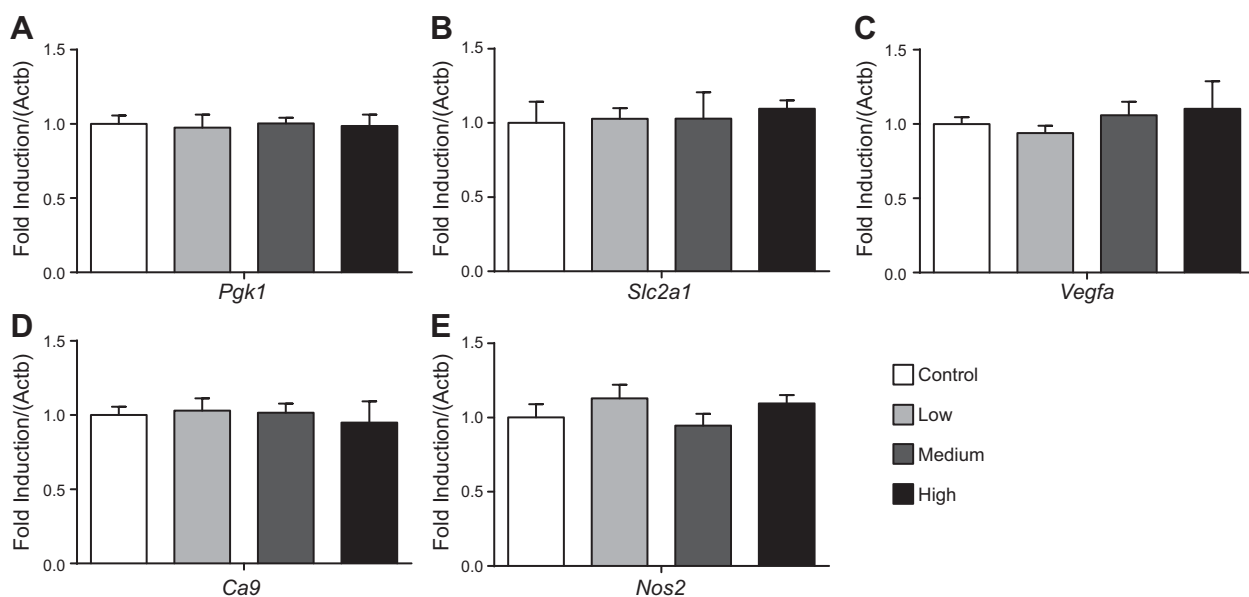 A
Fold Induction/(Actb)
1.5
1.0
0.5
0.0
Pgk1
B
Fold Induction/(Actb)
1.5
1.0
0.5
0.0
Slc2a1
C
Fold Induction/(Actb)
1.5
1.0
0.5
0.0
Vegfa
D
Fold Induction/(Actb)
1.5
1.0
0.5
0.0
Ca9
E
Fold Induction/(Actb)
1.5
1.0
0.5
0.0
Nos2
Control
Low
Medium
High